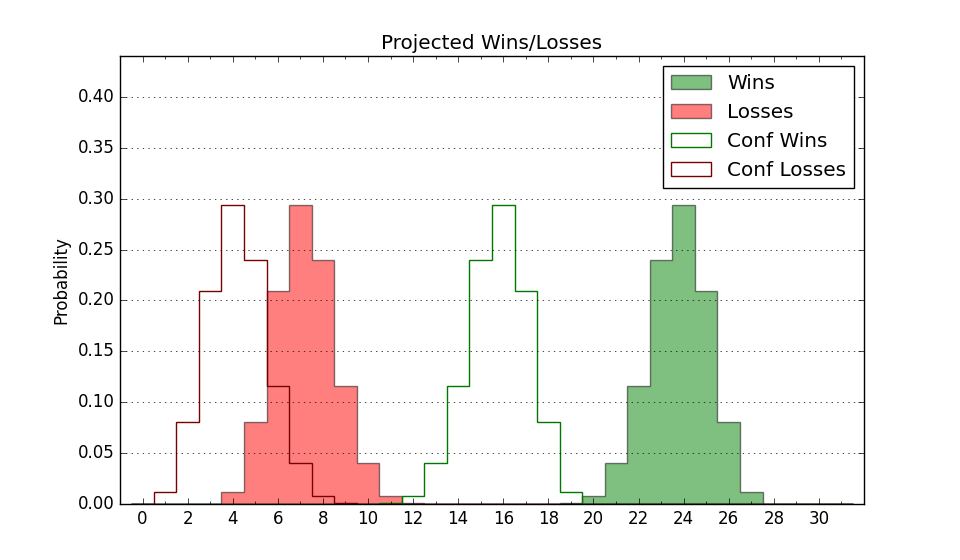 Projected Wins/Losses
Wins
Losses
Conf Wins
Conf Losses
Probability
0.40
0.35
0.30
0.25
0.20
0.15
0.10
0.05
0.00
0 2 4 6 8 10 12 14 16 18 20 22 24 26 28 30